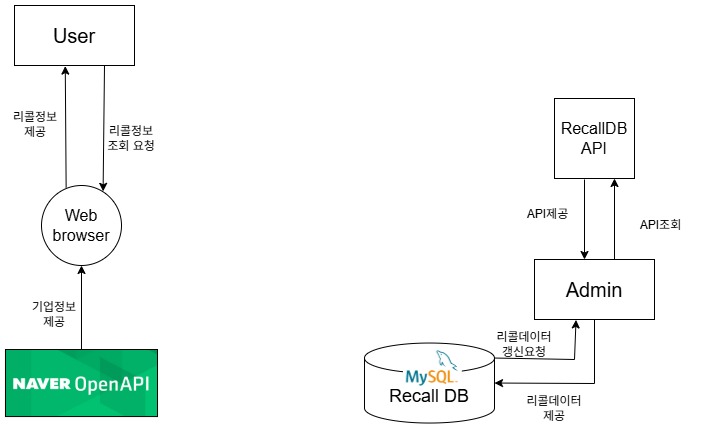 User
리콜정보
제공
리콜정보
조회 요청
Web
browser
기업정보
제공
NAVER OpenAPI
RecallDB
API
API제공
API조회
Admin
리콜데이터
갱신요청
MySQL
Recall DB
리콜데이터
제공